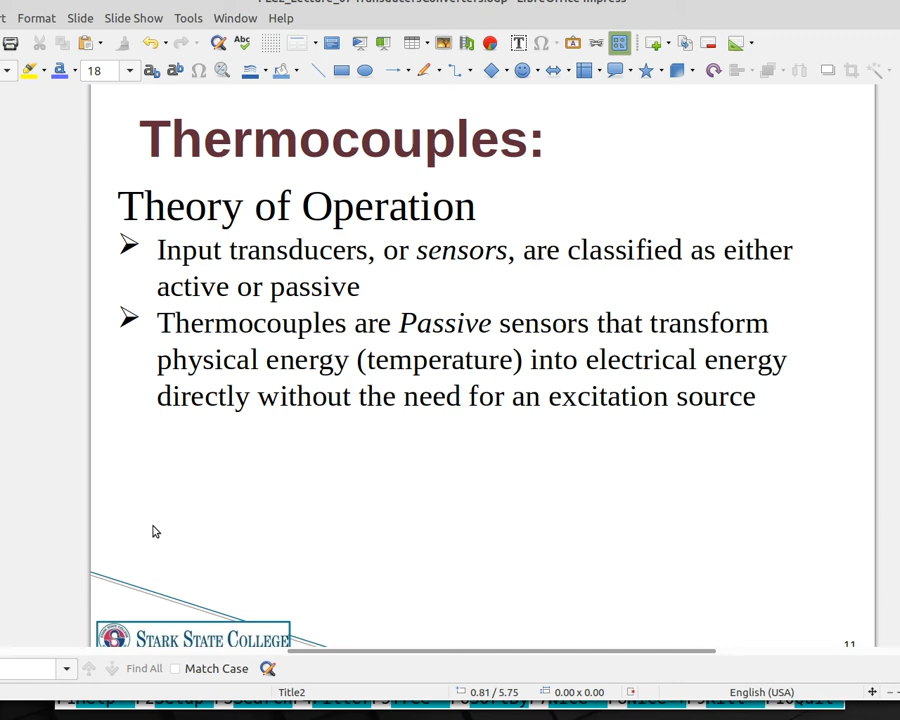 Format Slide Slide Show Tools Window Help
18
Thermocouples:
Theory of Operation
Input transducers, or sensors, are classified as either
active or passive
Thermocouples are Passive sensors that transform
physical energy (temperature) into electrical energy
directly without the need for an excitation source
STARK STATE COLLEGE
11
Find All Match Case
Title2 0.81 / 5.75 0.00 x 0.00 English (USA)